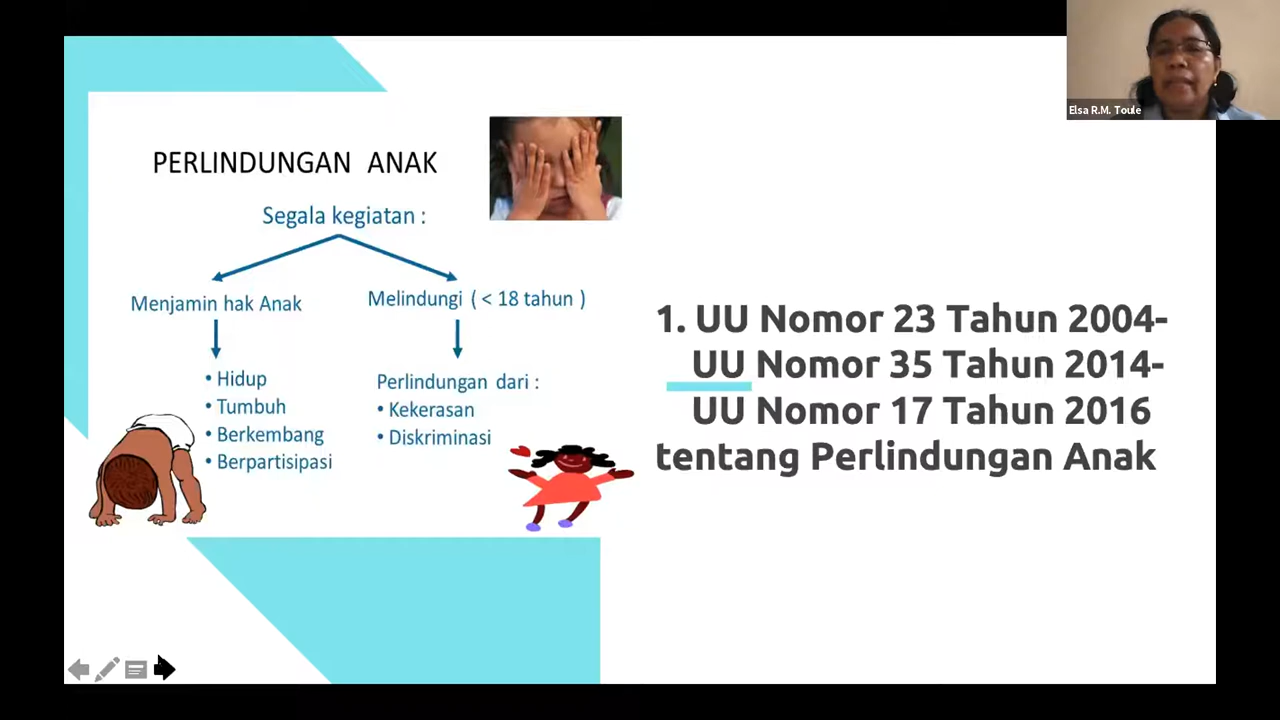 Elsa R.M. Toule
PERLINDUNGAN ANAK
Segala kegiatan :
Menjamin hak Anak
• Hidup
• Tumbuh
• Berkembang
• Berpartisipasi
Melindungi ( < 18 tahun )
Perlindungan dari :
• Kekerasan
• Diskriminasi
1. UU Nomor 23 Tahun 2004-
UU Nomor 35 Tahun 2014-
UU Nomor 17 Tahun 2016
tentang Perlindungan Anak